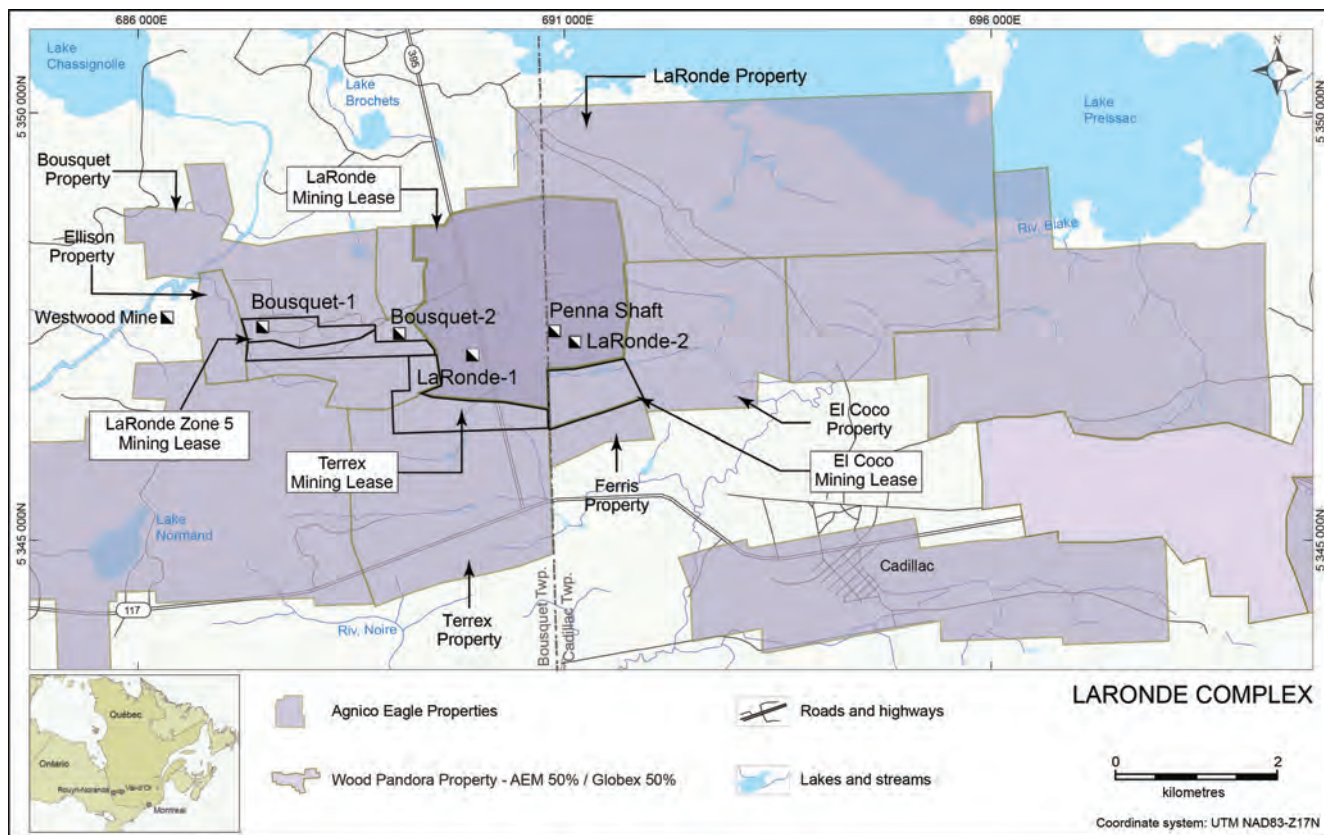 686 000E
691 000E
696 000E
5 350 000N
5 350 000N
5 345 000N
5 345 000N
N
Lake
Chassignolle
Lake
Brochets
395
LaRonde Property
Lake
Preissac
Bousquet
Property
LaRonde
Mining Lease
Ellison
Property
Riv. Blake
Westwood Mine
Bousquet-1
Bousquet-2
Penna Shaft
LaRonde-2
LaRonde-1
LaRonde Zone 5
Mining Lease
Terrex
Mining Lease
Ferris
Property
El Coco
Property
El Coco
Mining Lease
Lake
Normand
Cadillac
117
Riv. Noire
Terrex
Property
Bousquet Twp.
Cadillac Twp.
Québec
Ontario
Rouyn-Noranda
Val-d'Or
Montreal
Agnico Eagle Properties
Wood Pandora Property - AEM 50% / Globex 50%
Roads and highways
Lakes and streams
LARONDE COMPLEX
0 2
kilometres
Coordinate system: UTM NAD83-Z17N